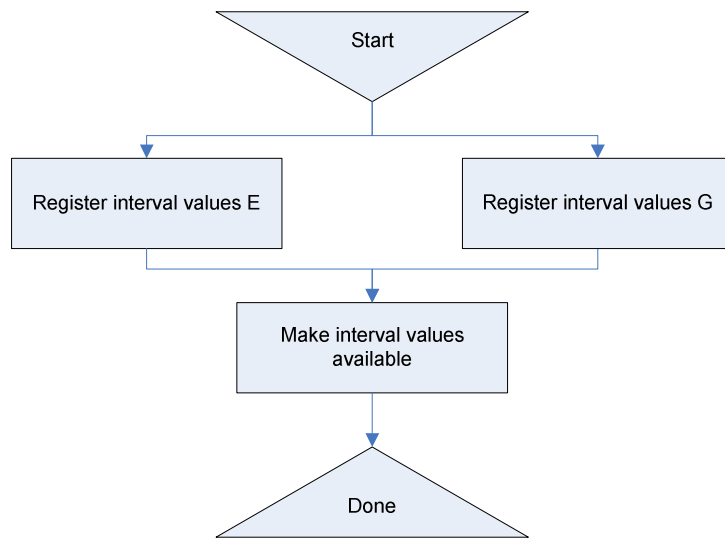 Start
Register interval values E
Register interval values G
Make interval values
available
Done